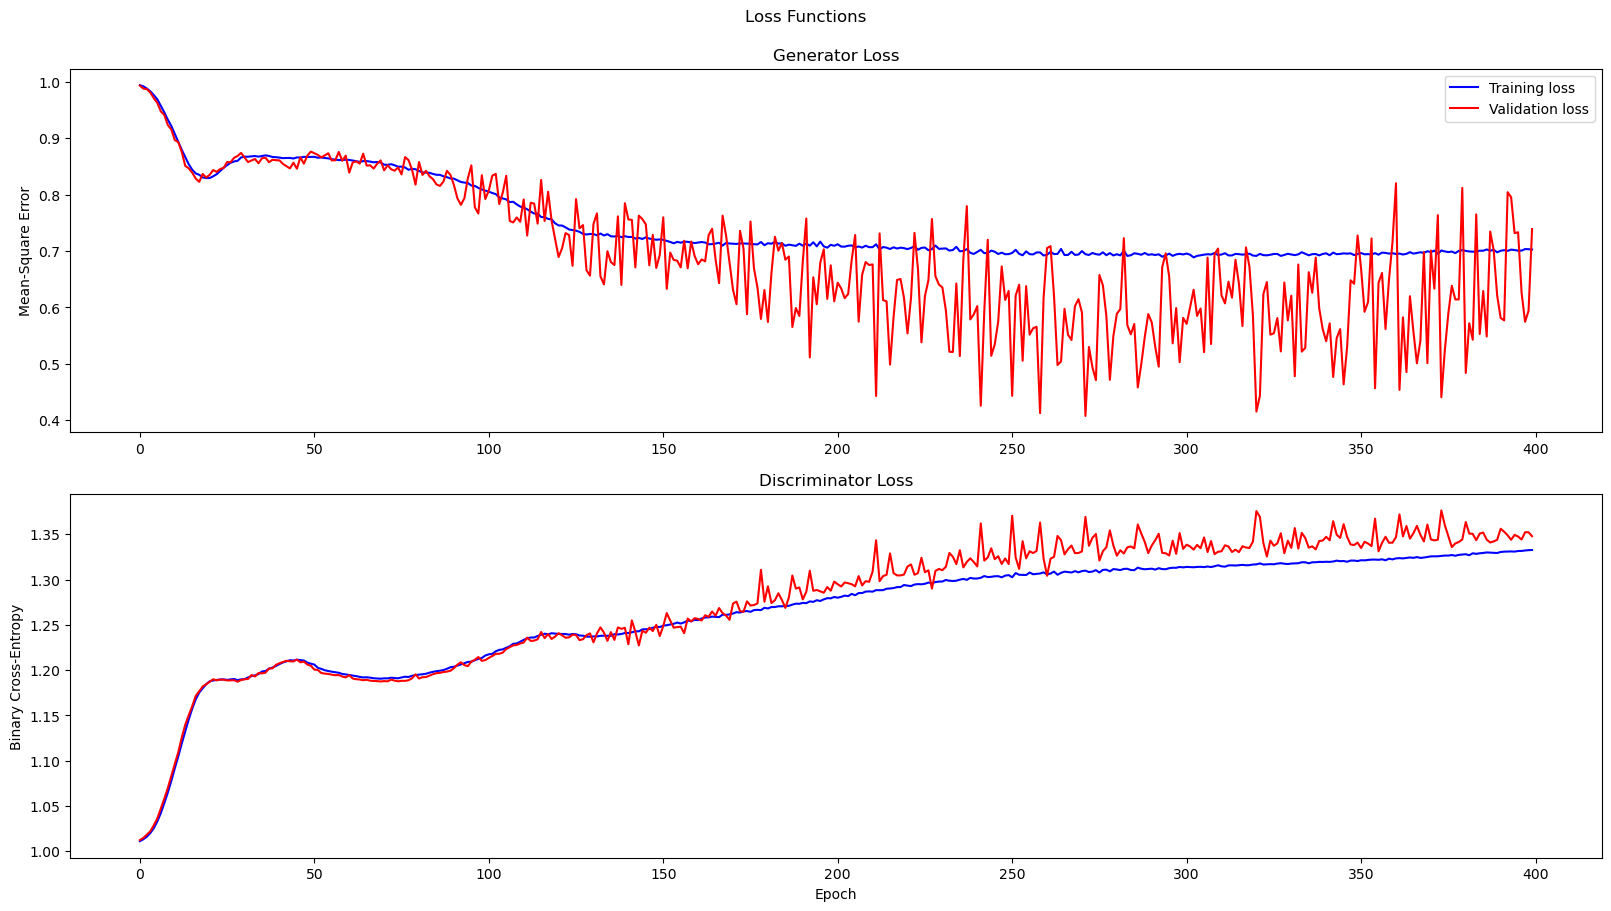 Loss Functions
Generator Loss
Mean-Square Error
1.0
0.9
0.8
0.7
0.6
0.5
0.4
Training loss
Validation loss
0 50 100 150 200 250 300 350 400
Discriminator Loss
Binary Cross-Entropy
1.35
1.30
1.25
1.20
1.15
1.10
1.05
1.00
0 50 100 150 200 250 300 350 400
Epoch